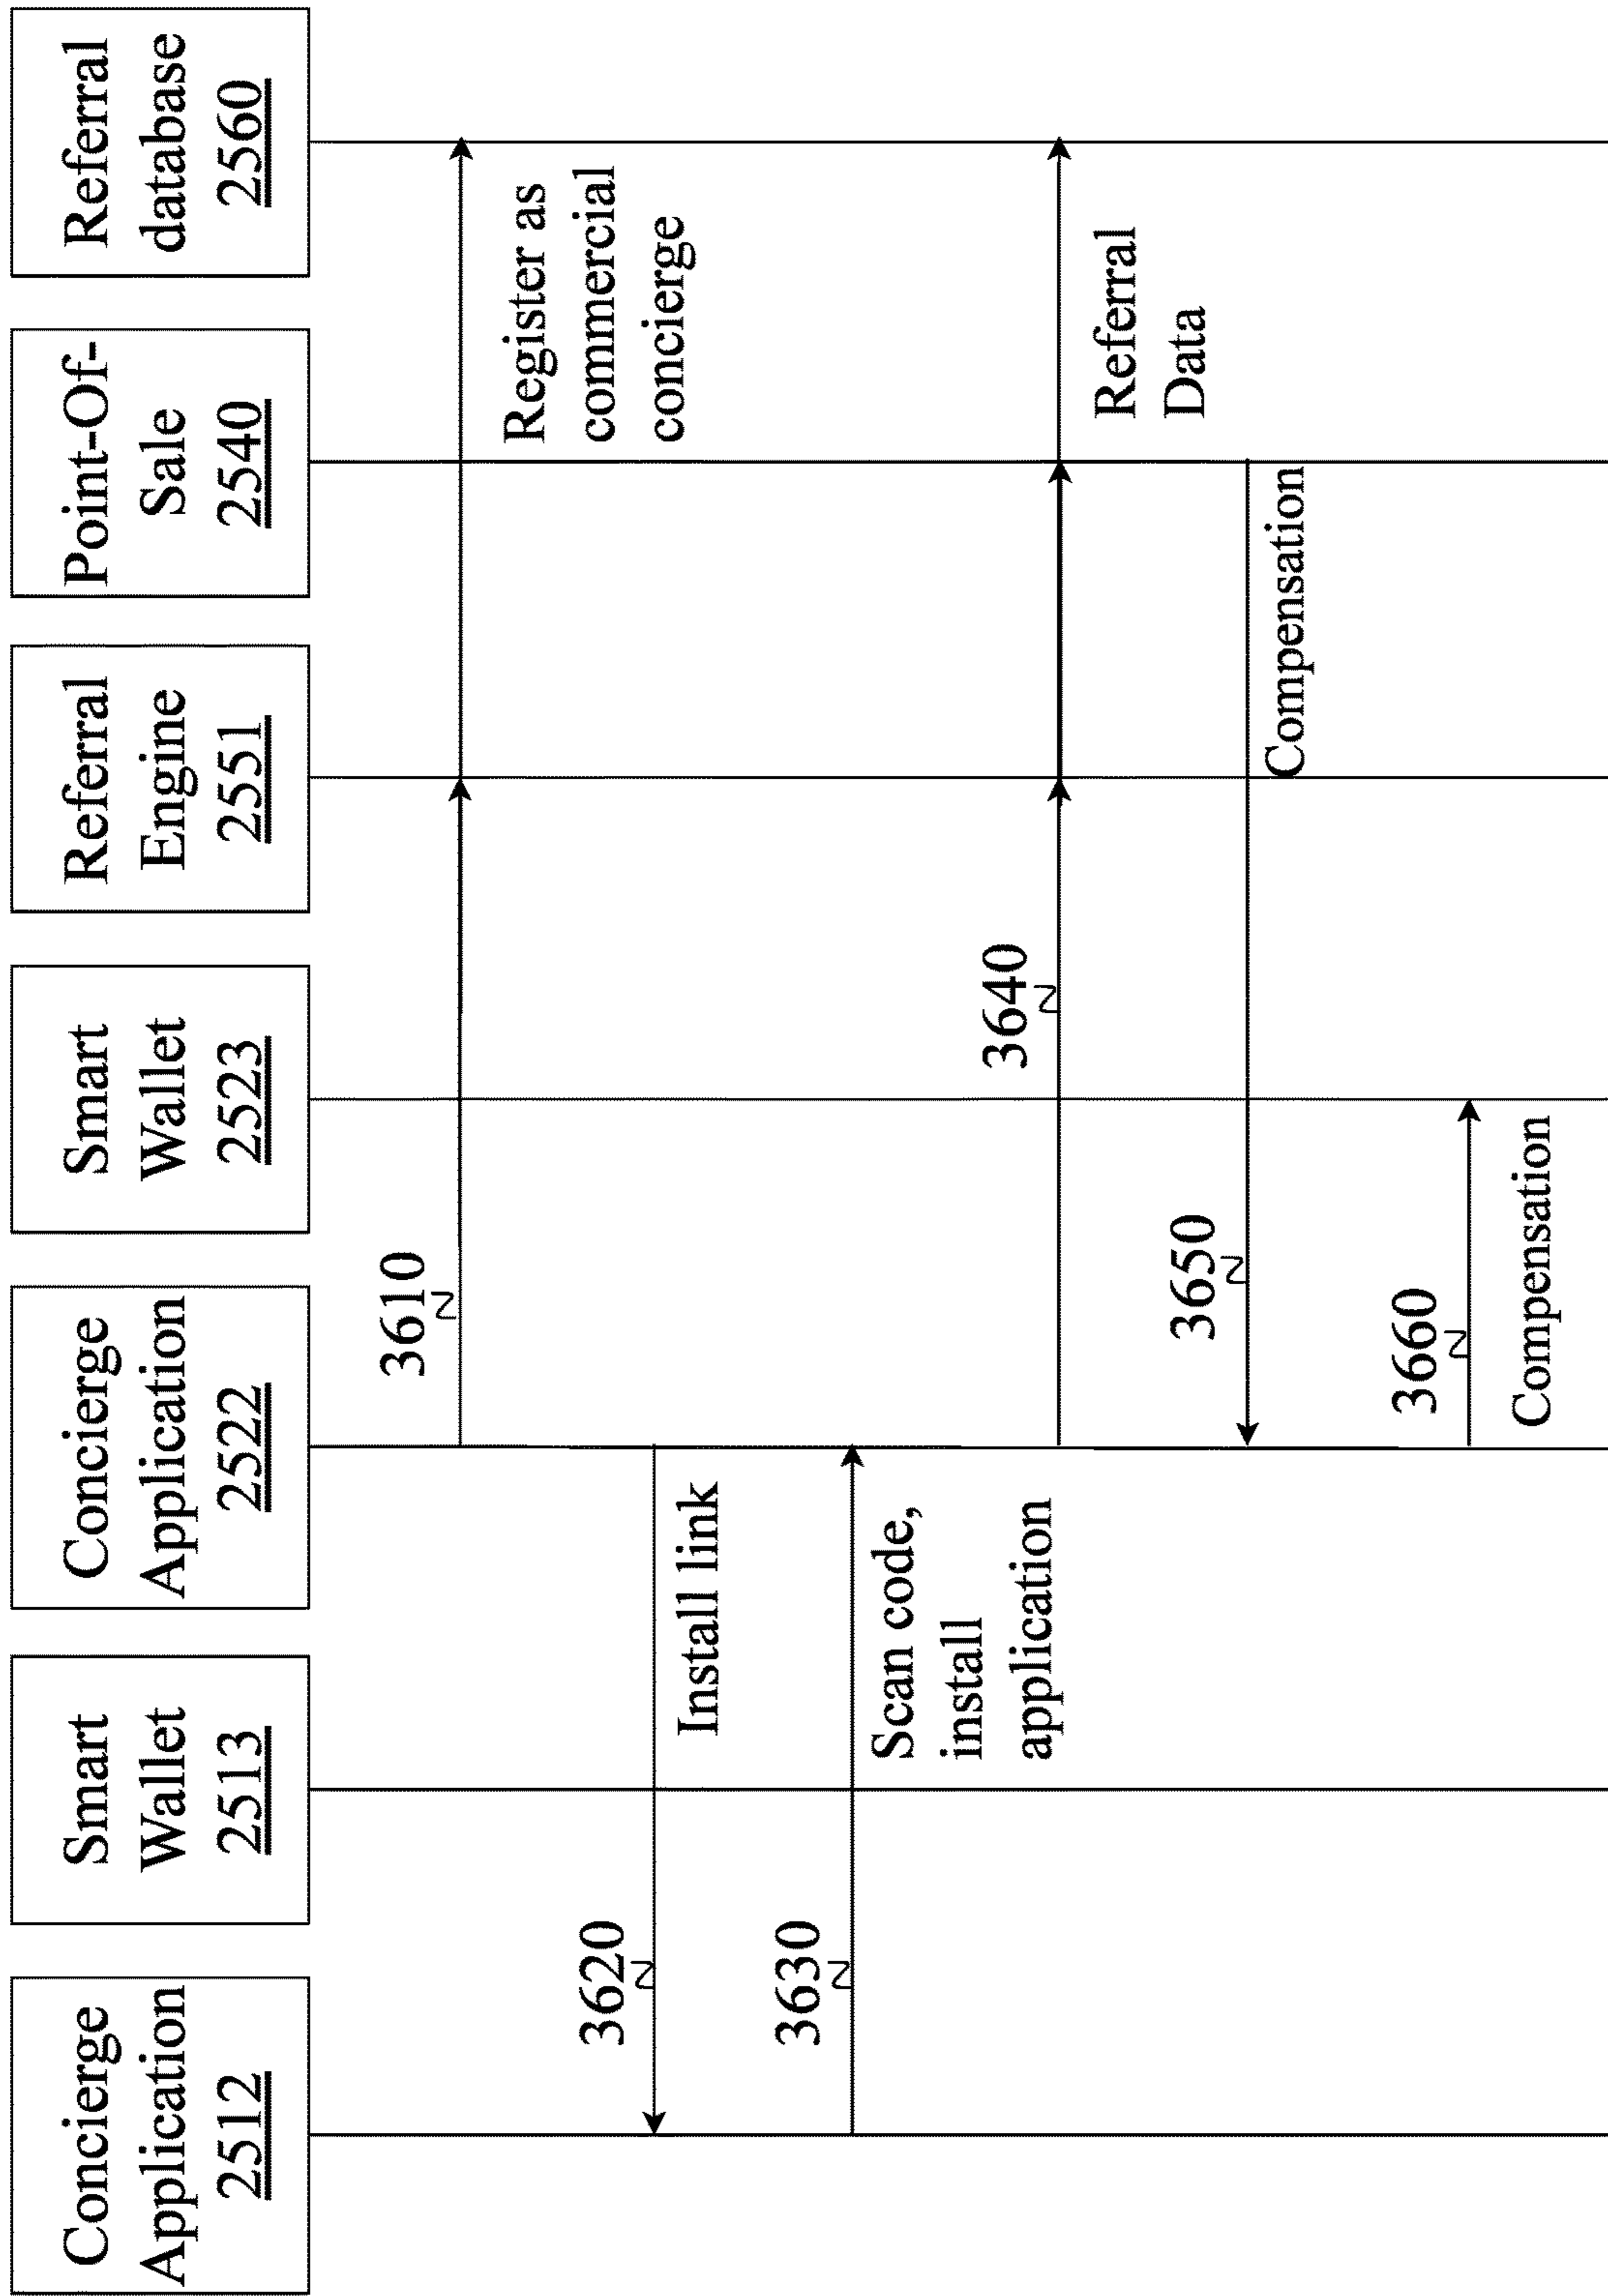 Concierge
Application
2512
Smart
Wallet
2513
Concierge
Application
2522
Smart
Wallet
2523
Referral
Engine
2551
Point-Of-
Sale
2540
Referral
database
2560
3610
Register as
commercial
concierge
3620
Install link
3630
Scan code,
install
application
3640
Referral
Data
3650
Compensation
3660
Compensation